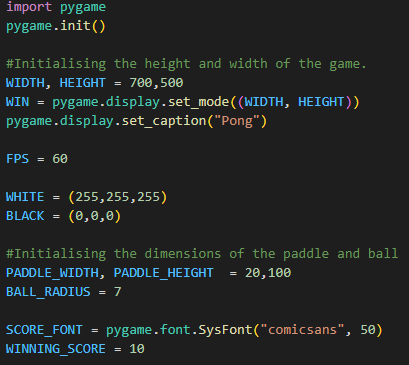 import pygame
pygame.init()
#Initialising the height and width of the game.
WIDTH, HEIGHT = 700,500
WIN = pygame.display.set_mode((WIDTH, HEIGHT))
pygame.display.set_caption("Pong")
FPS = 60
WHITE = (255,255,255)
BLACK = (0,0,0)
#Initialising the dimensions of the paddle and ball
PADDLE_WIDTH, PADDLE_HEIGHT  = 20,100
BALL_RADIUS = 7
SCORE_FONT = pygame.font.SysFont("comicsans", 50)
WINNING_SCORE = 10